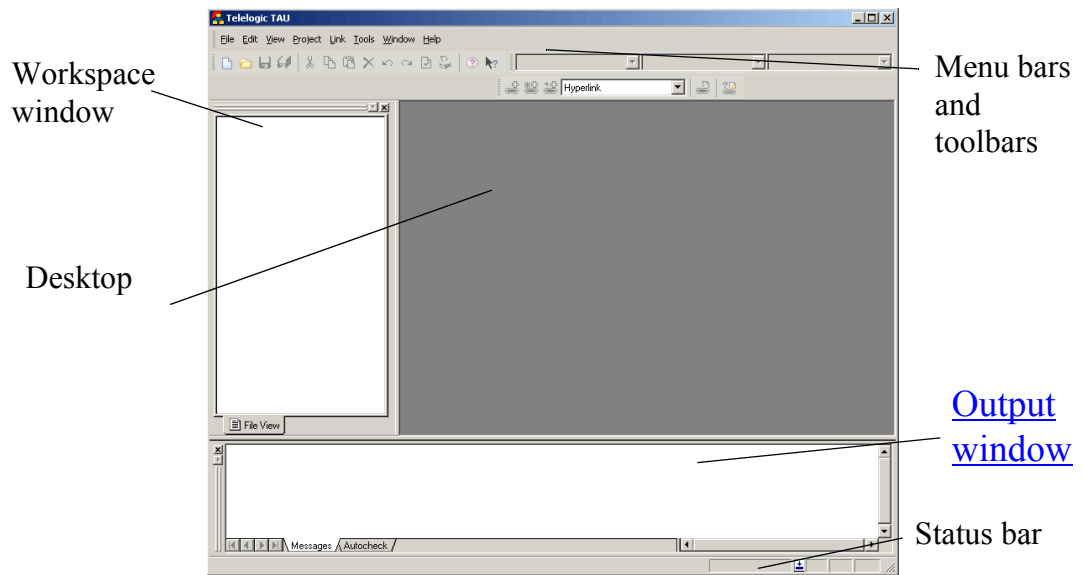 Telelogic TAU
File Edit View Project Link Tools Window Help
Workspace
window
Menu bars
and
toolbars
Hyperlink
Desktop
File View
Output
window
Messages Autocheck
Status bar